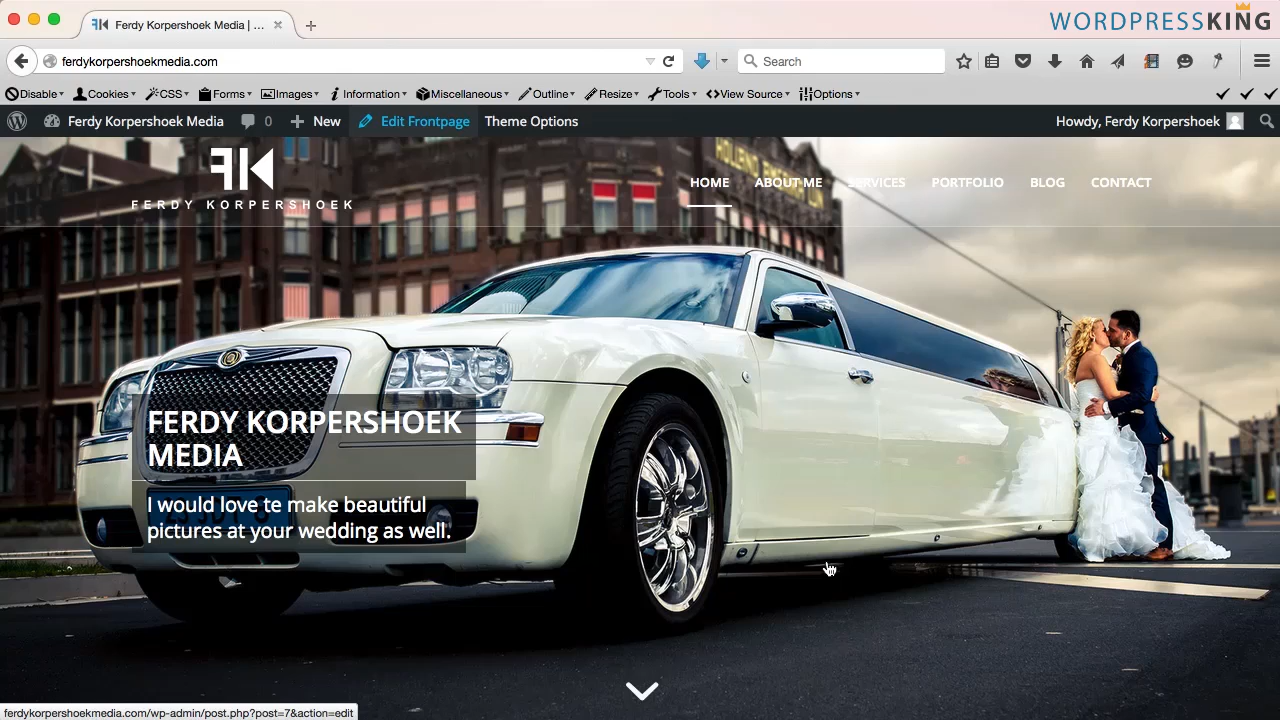 Ferdy Korpershoek Media | ...
WORDPRESSKING
ferdykorpershoekmedia.com
Search
Disable
Cookies
CSS
Forms
Images
Information
Miscellaneous
Outline
Resize
Tools
View Source
Options
Ferdy Korpershoek Media
0
New
Edit Frontpage
Theme Options
Howdy, Ferdy Korpershoek
FK
FERDY KORPERSHOEK
HOME
ABOUT ME
SERVICES
PORTFOLIO
BLOG
CONTACT
FERDY KORPERSHOEK
MEDIA
I would love te make beautiful
pictures at your wedding as well.
ferdykorpershoekmedia.com/wp-admin/post.php?post=7&action=edit